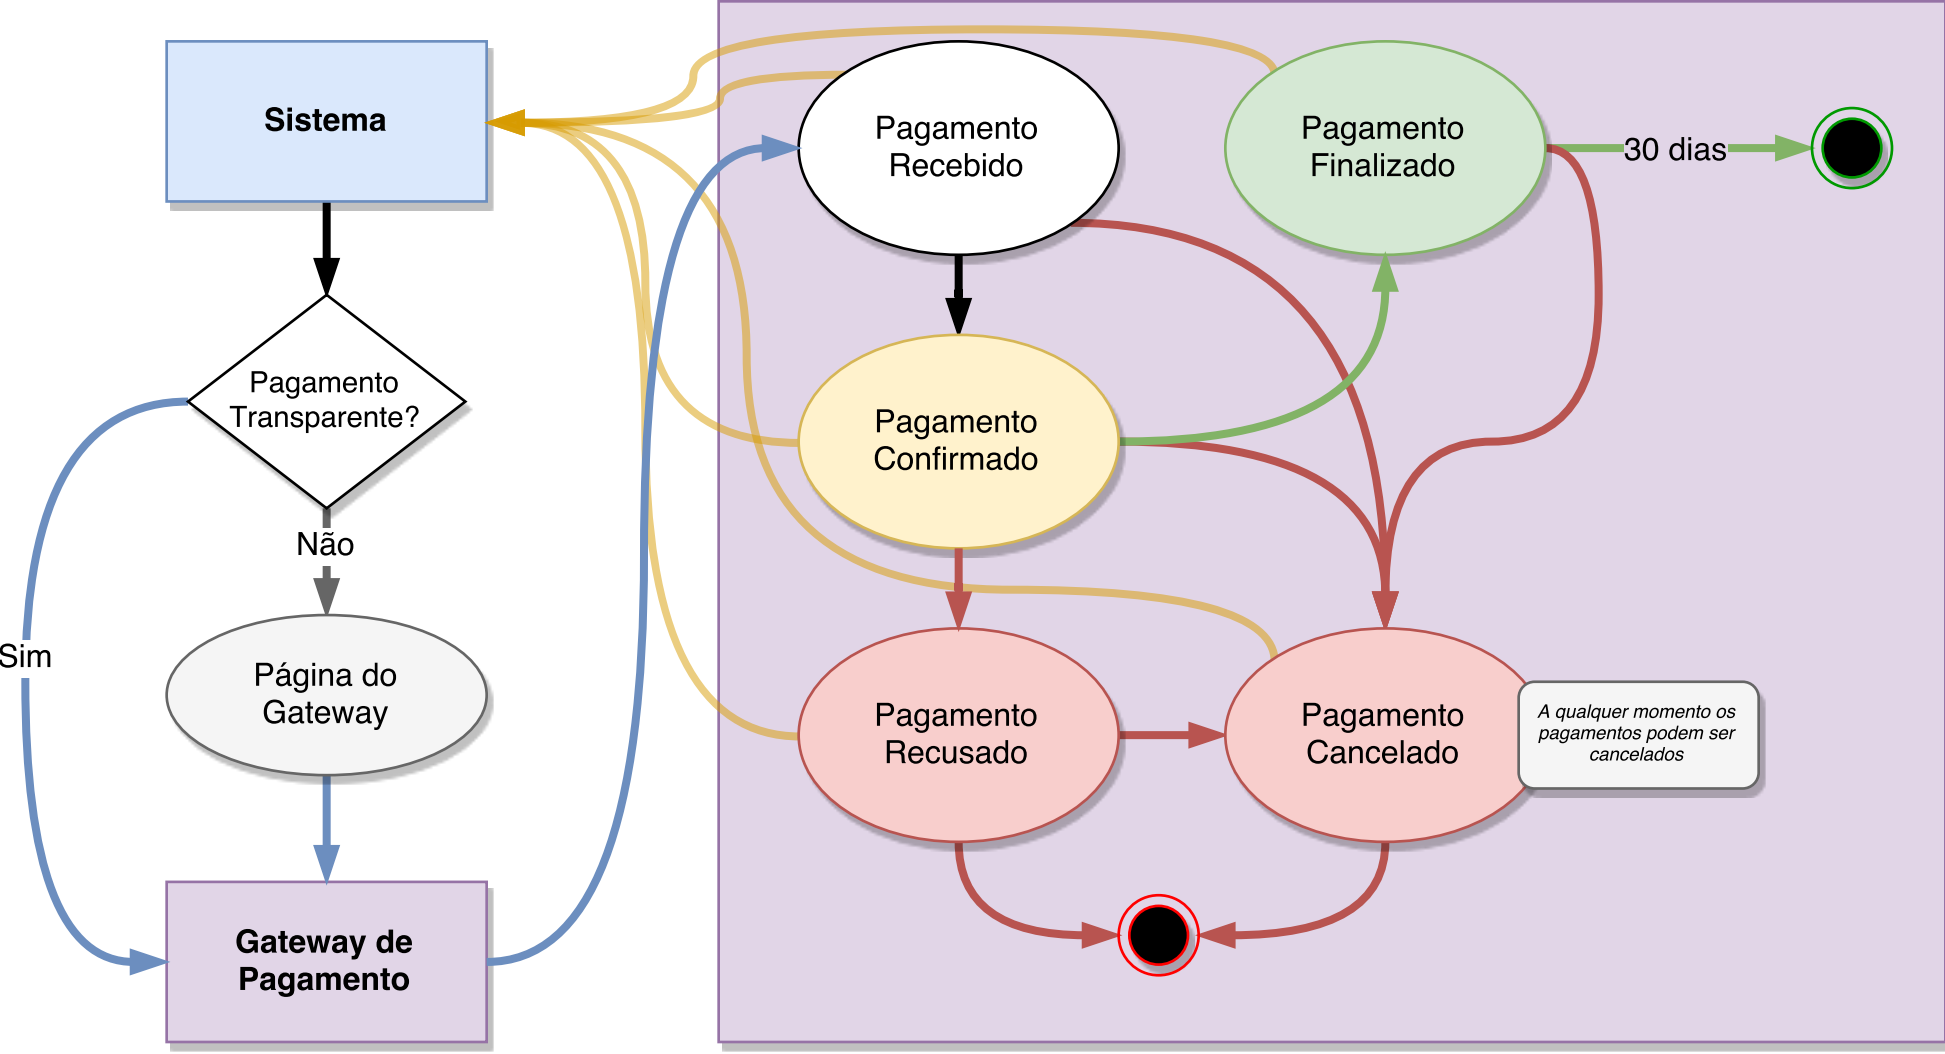 Sistema
Pagamento
Transparente?
Não
Sim
Página do
Gateway
Gateway de
Pagamento
Pagamento
Recebido
Pagamento
Finalizado
30 dias
Pagamento
Confirmado
Pagamento
Recusado
Pagamento
Cancelado
A qualquer momento os
pagamentos podem ser
cancelados